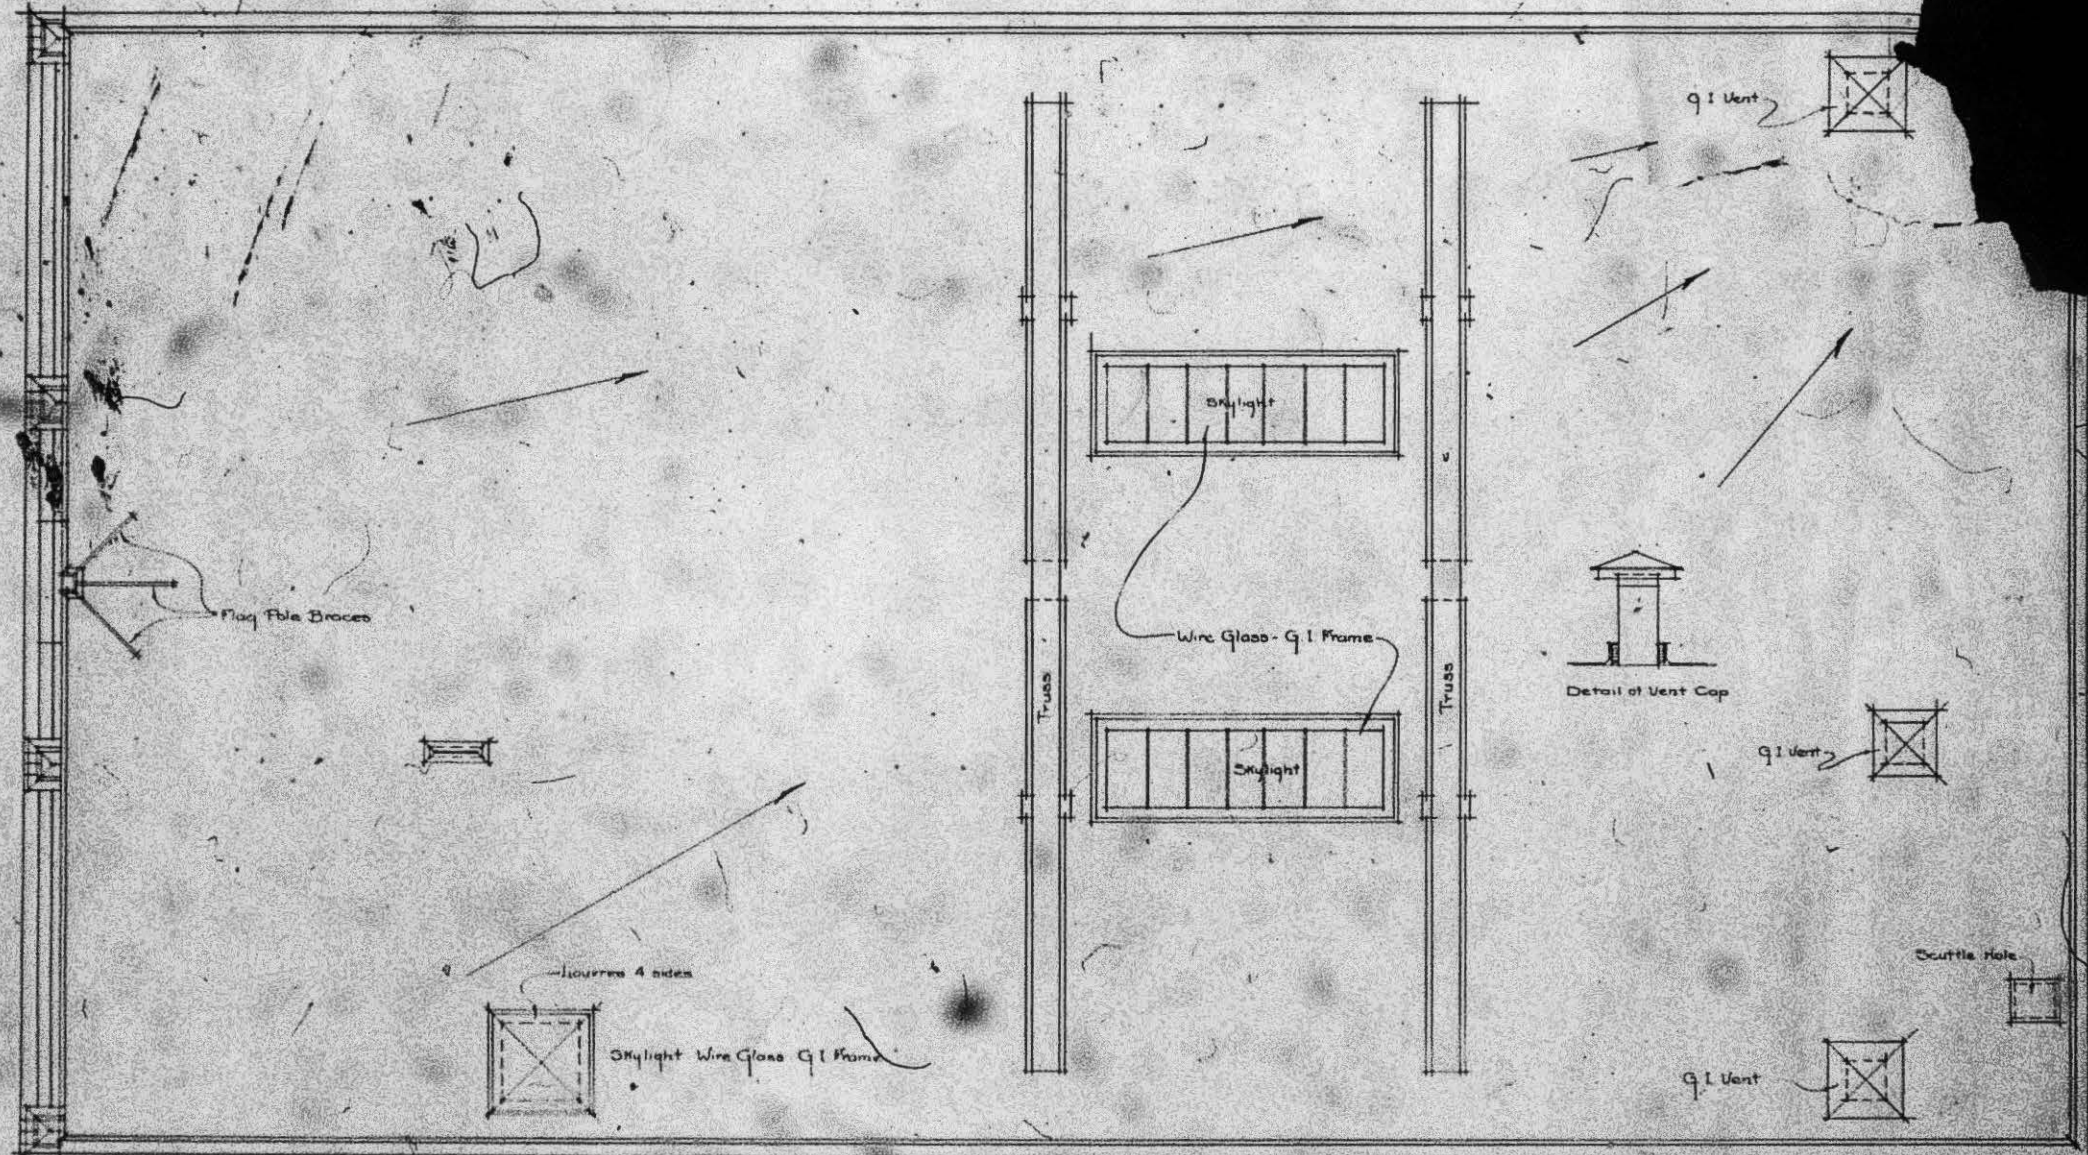 G I Vent
Skylight
Flag Pole Braces
Wire Glass - G.I Frame
Truss
Truss
Detail of Vent Cap
G I Vent
Skylight
Scuttle Hole
Louvres 4 sides
Skylight Wire Glass G I Frame
G I Vent